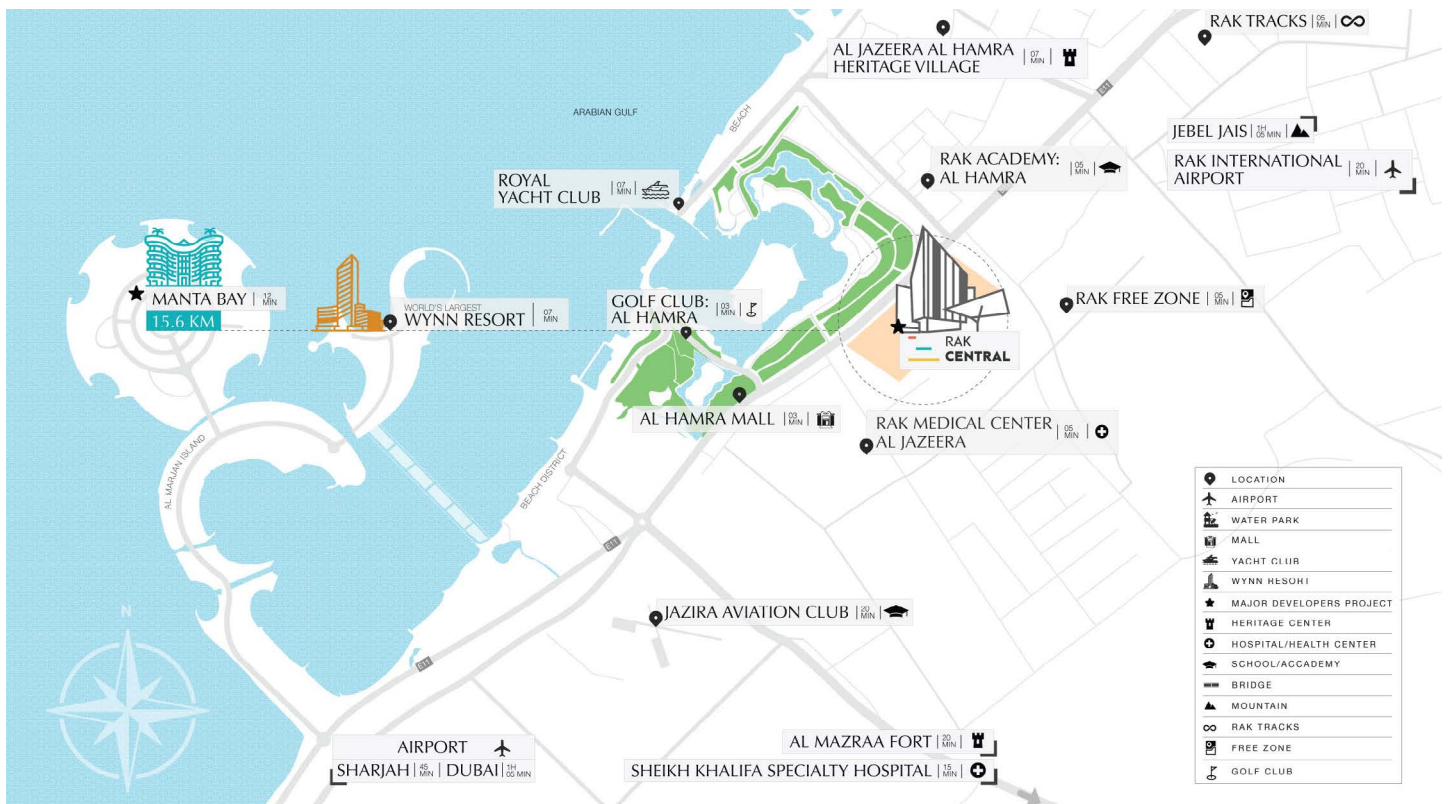 RAK TRACKS | 05 MIN |
AL JAZEERA AL HAMRA | 07 MIN |
HERITAGE VILLAGE
E11
ARABIAN GULF
BEACH
JEBEL JAIS | 1H 05 MIN |
RAK INTERNATIONAL | 20 MIN |
AIRPORT
RAK ACADEMY: | 05 MIN |
AL HAMRA
ROYAL | 07 MIN |
YACHT CLUB
MANTA BAY | 12 MIN
15.6 KM
WORLD'S LARGEST
WYNN RESORT | 07 MIN
GOLF CLUB: | 03 MIN |
AL HAMRA
RAK FREE ZONE | 05 MIN |
RAK
CENTRAL
AL HAMRA MALL | 03 MIN |
RAK MEDICAL CENTER | 05 MIN |
AL JAZEERA
AL MARJAN ISLAND
BEACH DISTRICT
E11
JAZIRA AVIATION CLUB | 20 MIN |
E11
N
AIRPORT
SHARJAH | 45 MIN | DUBAI | 1H 05 MIN
AL MAZRAA FORT | 20 MIN |
SHEIKH KHALIFA SPECIALTY HOSPITAL | 15 MIN |
LOCATION
AIRPORT
WATER PARK
MALL
YACHT CLUB
WYNN RESORT
MAJOR DEVELOPERS PROJECT
HERITAGE CENTER
HOSPITAL/HEALTH CENTER
SCHOOL/ACCADEMY
BRIDGE
MOUNTAIN
RAK TRACKS
FREE ZONE
GOLF CLUB